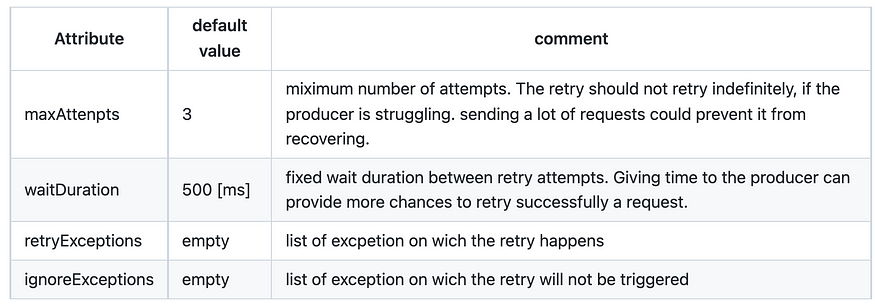 Attribute
default
value
comment
maxAttenpts
3
miximum number of attempts. The retry should not retry indefinitely, if the
producer is struggling. sending a lot of requests could prevent it from
recovering.
waitDuration
500 [ms]
fixed wait duration between retry attempts. Giving time to the producer can
provide more chances to retry successfully a request.
retryExceptions
empty
list of excpetion on wich the retry happens
ignoreExceptions
empty
list of exception on wich the retry will not be triggered